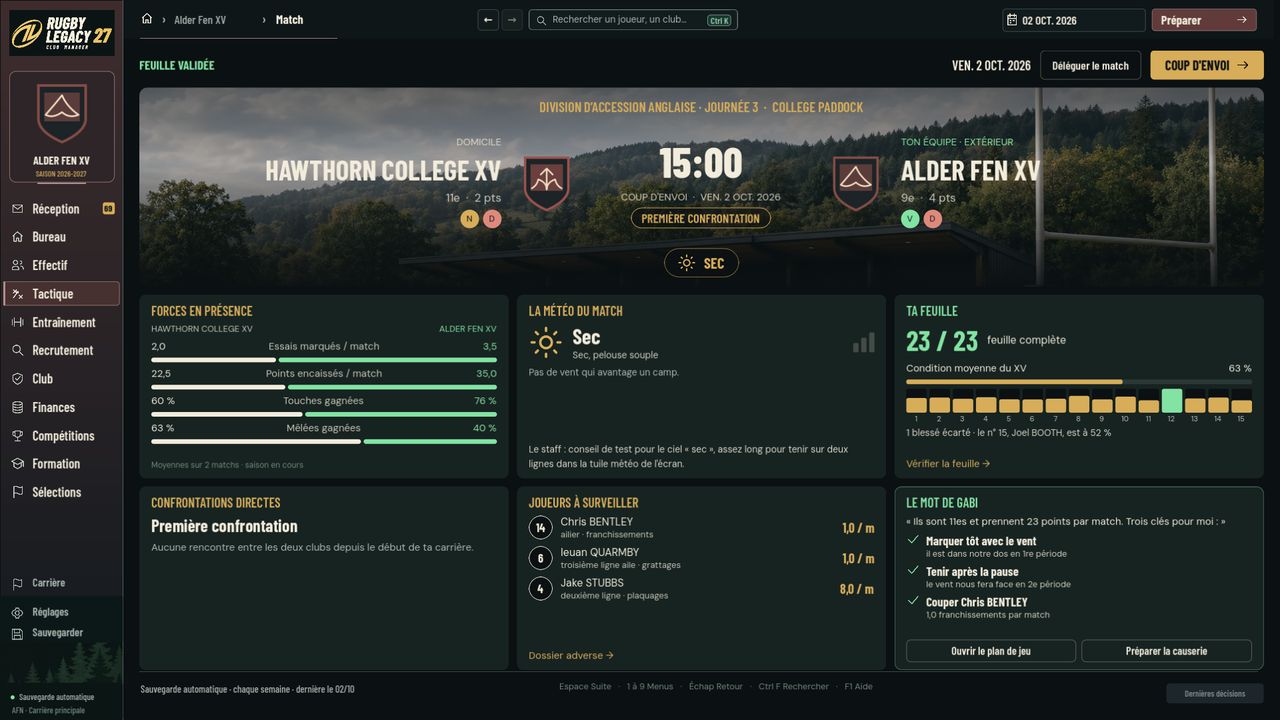 RUGBY LEGACY 27
CLUB MANAGER
Alder Fen XV
Match
Rechercher un joueur, un club...
Ctrl K
02 OCT. 2026
Préparer
ALDER FEN XV
SAISON 2026-2027
Réception
69
Bureau
Effectif
Tactique
Entraînement
Recrutement
Club
Finances
Compétitions
Formation
Sélections
Carrière
Réglages
Sauvegarder
Sauvegarde automatique
AFN · Carrière principale
FEUILLE VALIDÉE
VEN. 2 OCT. 2026
Déléguer le match
COUP D'ENVOI
DIVISION D'ACCESSION ANGLAISE · JOURNÉE 3 · COLLEGE PADDOCK
DOMICILE
HAWTHORN COLLEGE XV
11e · 2 pts
N D
15:00
COUP D'ENVOI · VEN. 2 OCT. 2026
PREMIÈRE CONFRONTATION
SEC
TON ÉQUIPE · EXTÉRIEUR
ALDER FEN XV
9e · 4 pts
V D
FORCES EN PRÉSENCE
HAWTHORN COLLEGE XV ALDER FEN XV
2,0 Essais marqués / match 3,5
22,5 Points encaissés / match 35,0
60 % Touches gagnées 76 %
63 % Mêlées gagnées 40 %
Moyennes sur 2 matchs · saison en cours
LA MÉTÉO DU MATCH
Sec
Sec, pelouse souple
Pas de vent qui avantage un camp.
Le staff : conseil de test pour le ciel « sec », assez long pour tenir sur deux
lignes dans la tuile météo de l'écran.
TA FEUILLE
23 / 23 feuille complète
Condition moyenne du XV 63 %
1 2 3 4 5 6 7 8 9 10 11 12 13 14 15
1 blessé écarté · le n° 15, Joel BOOTH, est à 52 %
Vérifier la feuille →
CONFRONTATIONS DIRECTES
Première confrontation
Aucune rencontre entre les deux clubs depuis le début de ta carrière.
JOUEURS À SURVEILLER
14 Chris BENTLEY 1,0 / m
ailier · franchissements
6 Ieuan QUARMBY 1,0 / m
troisième ligne aile · grattages
4 Jake STUBBS 8,0 / m
deuxième ligne · plaquages
Dossier adverse →
LE MOT DE GABI
« Ils sont 11es et prennent 23 points par match. Trois clés pour moi : »
Marquer tôt avec le vent
il est dans notre dos en 1re période
Tenir après la pause
le vent nous fera face en 2e période
Couper Chris BENTLEY
1,0 franchissements par match
Ouvrir le plan de jeu
Préparer la causerie
Sauvegarde automatique · chaque semaine · dernière le 02/10
Espace Suite · 1 à 9 Menus · Échap Retour · Ctrl F Rechercher · F1 Aide
Dernières décisions